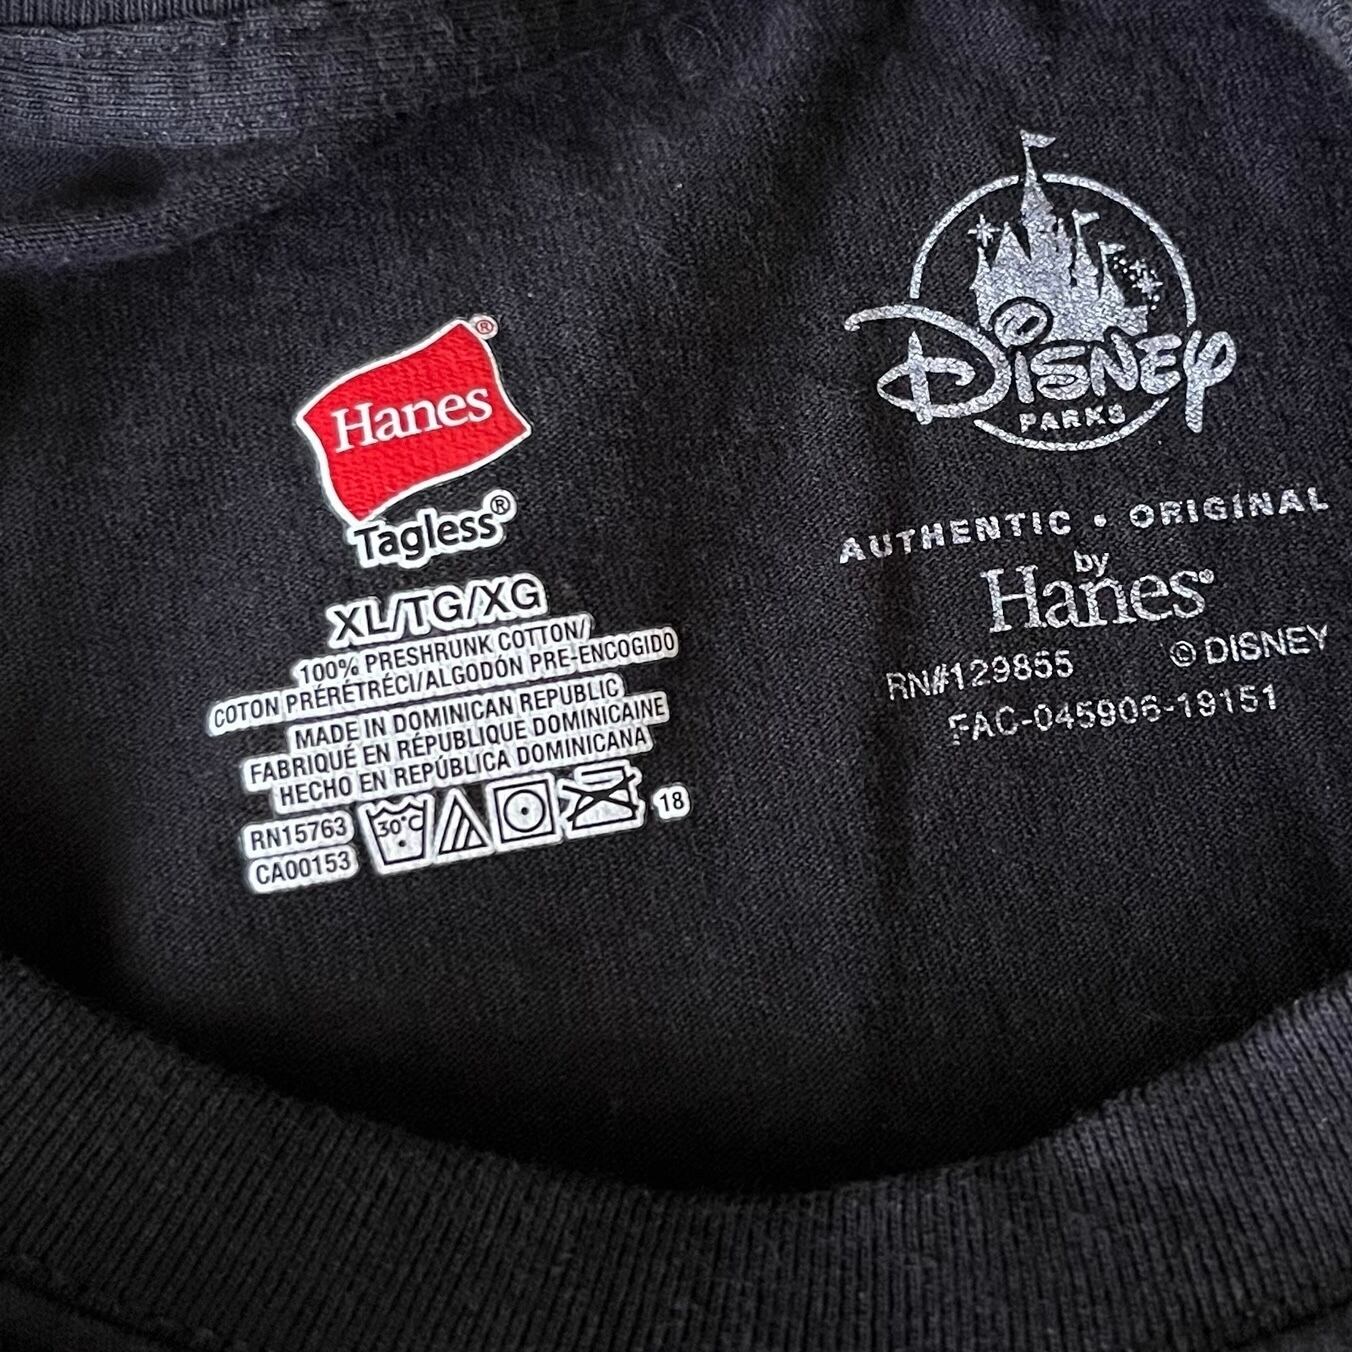 Hanes®
Tagless®
XL/TG/XG
100% PRESHRUNK COTTON/
COTON PRÉRÉTRÉCI/ALGODÓN PRE-ENCOGIDO
MADE IN DOMINICAN REPUBLIC
FABRIQUÉ EN RÉPUBLIQUE DOMINICAINE
HECHO EN REPÚBLICA DOMINICANA
RN15763
CA00153
30°C
18
Disney
PARKS
AUTHENTIC • ORIGINAL
by
Hanes®
RN#129855 © DISNEY
FAC-045906-19151